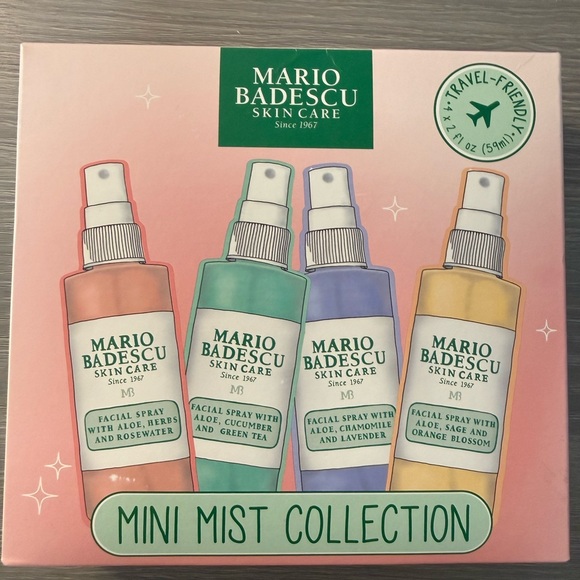 MARIO
BADESCU
SKIN CARE
Since 1967
TRAVEL-FRIENDLY
4 x 2 fl oz (59ml)
MARIO
BADESCU
SKIN CARE
Since 1967
MB
FACIAL SPRAY
WITH ALOE, HERBS
AND ROSEWATER
MARIO
BADESCU
SKIN CARE
Since 1967
MB
FACIAL SPRAY WITH
ALOE, CUCUMBER
AND GREEN TEA
MARIO
BADESCU
SKIN CARE
Since 1967
MB
FACIAL SPRAY WITH
ALOE, CHAMOMILE
AND LAVENDER
MARIO
BADESCU
SKIN CARE
Since 1967
MB
FACIAL SPRAY WITH
ALOE, SAGE AND
ORANGE BLOSSOM
MINI MIST COLLECTION